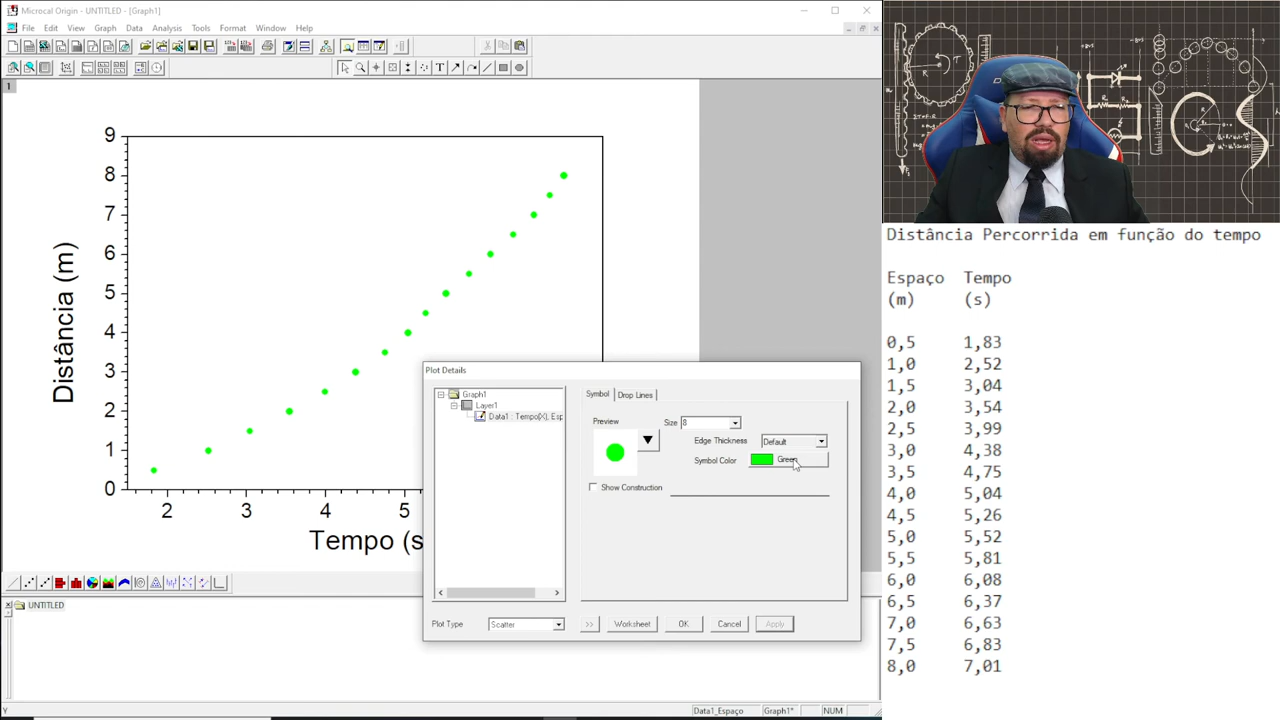 Microcal Origin - UNTITLED - [Graph1]
File Edit View Graph Data Analysis Tools Format Window Help
1
9
8
7
6
5
4
3
2
1
0
Distância (m)
2 3 4 5
Tempo (s
Plot Details
Graph1
Layer1
Data1 : Tempo(X), Esp
Symbol
Drop Lines
Preview
Size 8
Edge Thickness Default
Symbol Color Green
Show Construction
Plot Type Scatter >> Worksheet OK Cancel Apply
UNTITLED
Y Data1_Espaço Graph1* NUM
Distância Percorrida em função do tempo
Espaço Tempo
(m) (s)
0,5 1,83
1,0 2,52
1,5 3,04
2,0 3,54
2,5 3,99
3,0 4,38
3,5 4,75
4,0 5,04
4,5 5,26
5,0 5,52
5,5 5,81
6,0 6,08
6,5 6,37
7,0 6,63
7,5 6,83
8,0 7,01